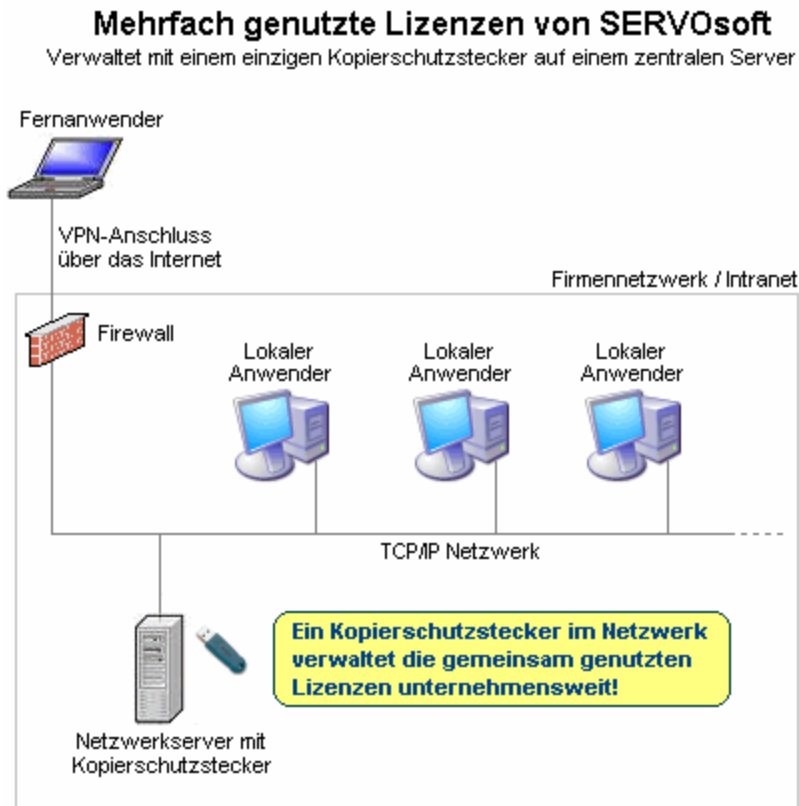 Mehrfach genutzte Lizenzen von SERVOsoft
Verwaltet mit einem einzigen Kopierschutzstecker auf einem zentralen Server
Fernanwender
VPN-Anschluss
über das Internet
Firmennetzwerk / Intranet
Firewall
Lokaler
Anwender
Lokaler
Anwender
Lokaler
Anwender
TCP/IP Netzwerk
Ein Kopierschutzstecker im Netzwerk
verwaltet die gemeinsam genutzten
Lizenzen unternehmensweit!
Netzwerkserver mit
Kopierschutzstecker